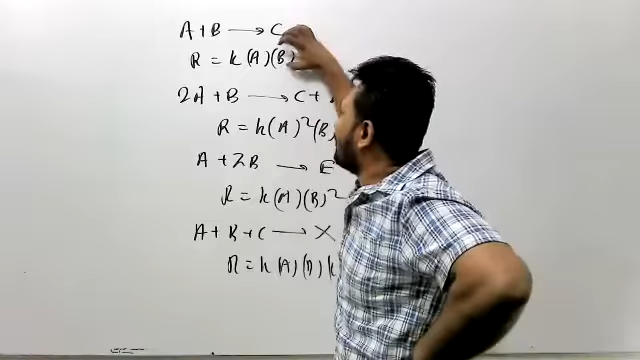 A + B ⟶ C
R = k(A)(B)
2A + B ⟶ C +
R = k(A)²(B)
A + 2B ⟶ E
R = k(A)(B)²
A + B + C ⟶ X
R = k(A)(B)(